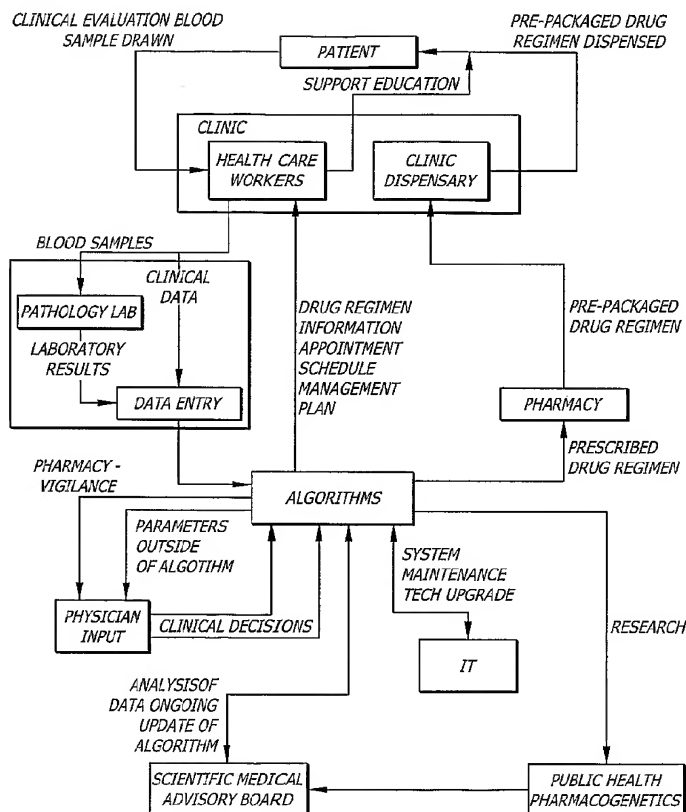 CLINICAL EVALUATION BLOOD
SAMPLE DRAWN
PRE-PACKAGED DRUG
REGIMEN DISPENSED
PATIENT
SUPPORT EDUCATION
CLINIC
HEALTH CARE
WORKERS
CLINIC
DISPENSARY
BLOOD SAMPLES
CLINICAL
DATA
PATHOLOGY LAB
LABORATORY
RESULTS
DATA ENTRY
DRUG REGIMEN
INFORMATION
APPOINTMENT
SCHEDULE
MANAGEMENT
PLAN
PRE-PACKAGED
DRUG REGIMEN
PHARMACY
PRESCRIBED
DRUG REGIMEN
PHARMACY -
VIGILANCE
ALGORITHMS
PARAMETERS
OUTSIDE
OF ALGOTIHM
SYSTEM
MAINTENANCE
TECH UPGRADE
PHYSICIAN
INPUT
CLINICAL DECISIONS
RESEARCH
IT
ANALYSISOF
DATA ONGOING
UPDATE OF
ALGORITHM
SCIENTIFIC MEDICAL
ADVISORY BOARD
PUBLIC HEALTH
PHARMACOGENETICS